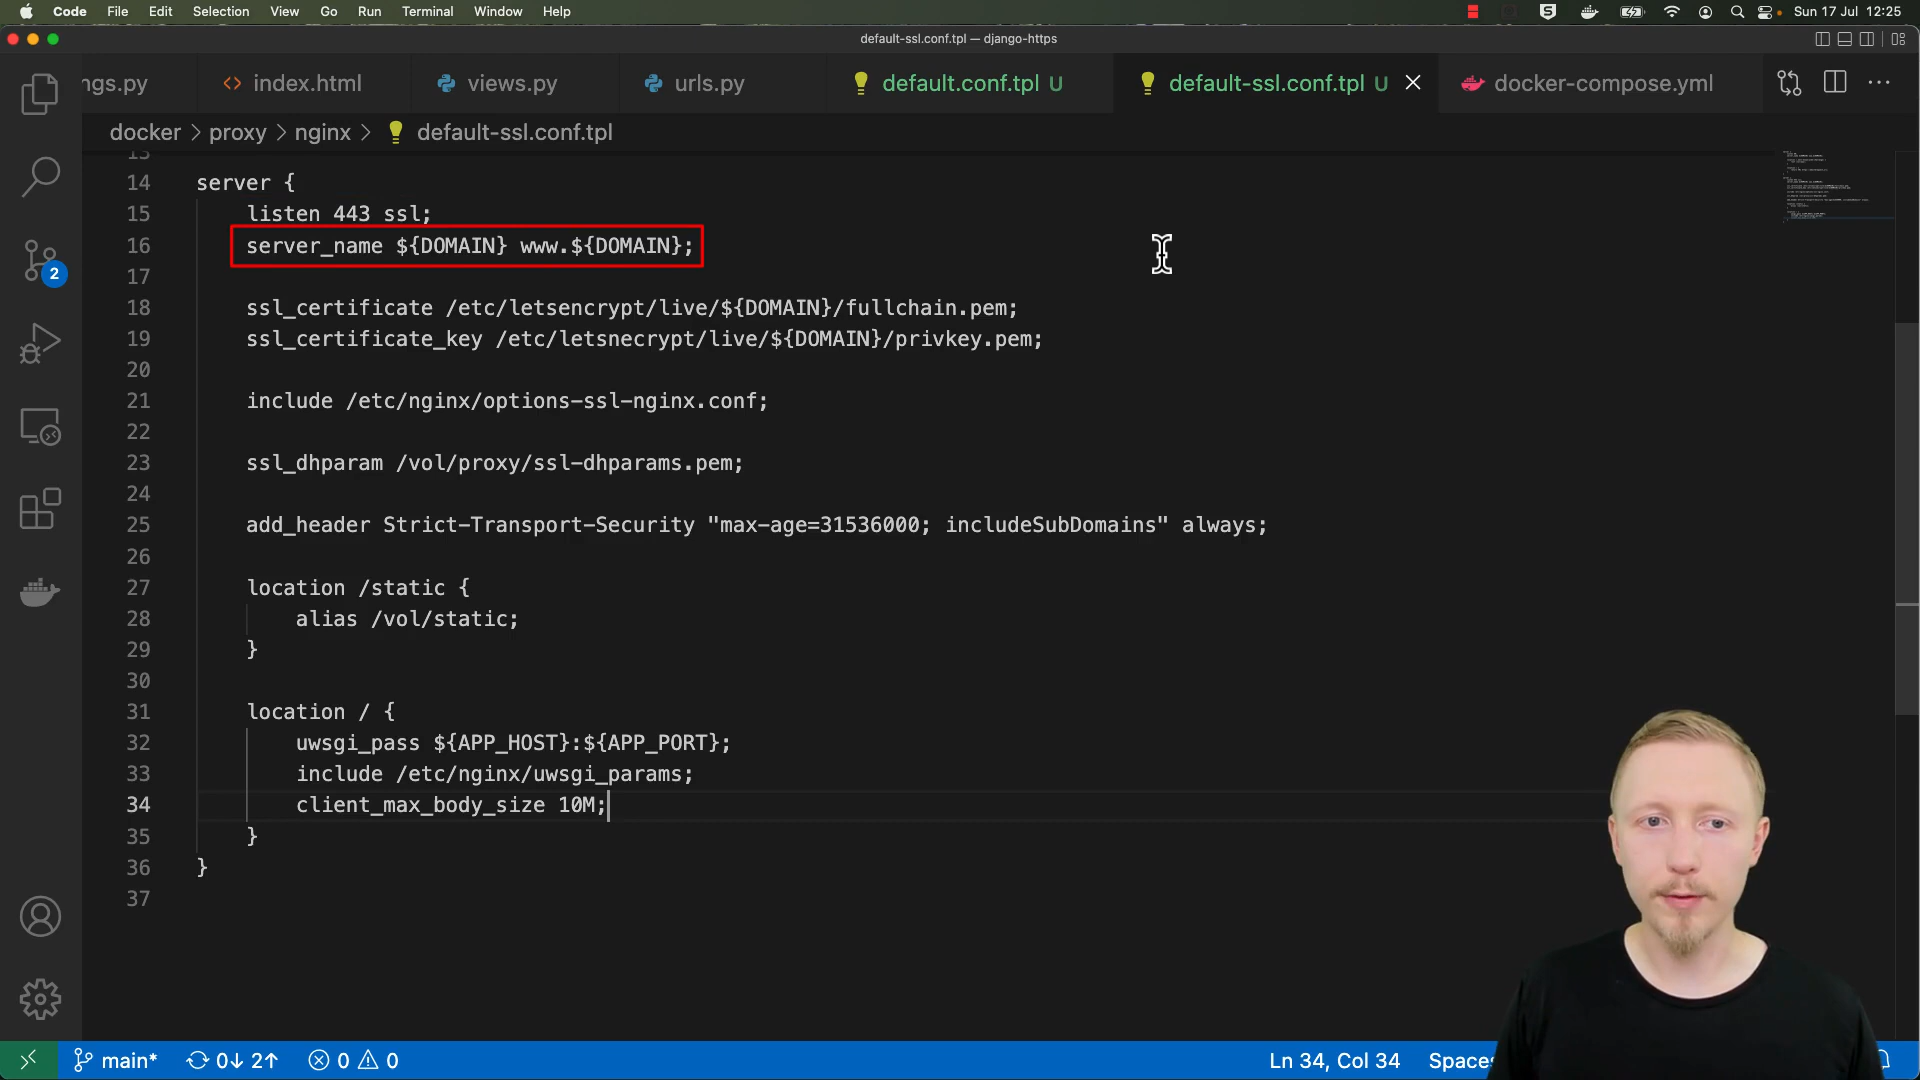 Code File Edit Selection View Go Run Terminal Window Help
Sun 17 Jul 12:25
default-ssl.conf.tpl — django-https
ngs.py
<> index.html
views.py
urls.py
default.conf.tpl U
default-ssl.conf.tpl U
docker-compose.yml
docker > proxy > nginx > default-ssl.conf.tpl
13
14 server {
15 listen 443 ssl;
16 server_name ${DOMAIN} www.${DOMAIN};
17
18 ssl_certificate /etc/letsencrypt/live/${DOMAIN}/fullchain.pem;
19 ssl_certificate_key /etc/letsnecrypt/live/${DOMAIN}/privkey.pem;
20
21 include /etc/nginx/options-ssl-nginx.conf;
22
23 ssl_dhparam /vol/proxy/ssl-dhparams.pem;
24
25 add_header Strict-Transport-Security "max-age=31536000; includeSubDomains" always;
26
27 location /static {
28 alias /vol/static;
29 }
30
31 location / {
32 uwsgi_pass ${APP_HOST}:${APP_PORT};
33 include /etc/nginx/uwsgi_params;
34 client_max_body_size 10M;
35 }
36 }
37
2
main* 0↓ 2↑ 0 0
Ln 34, Col 34 Spaces